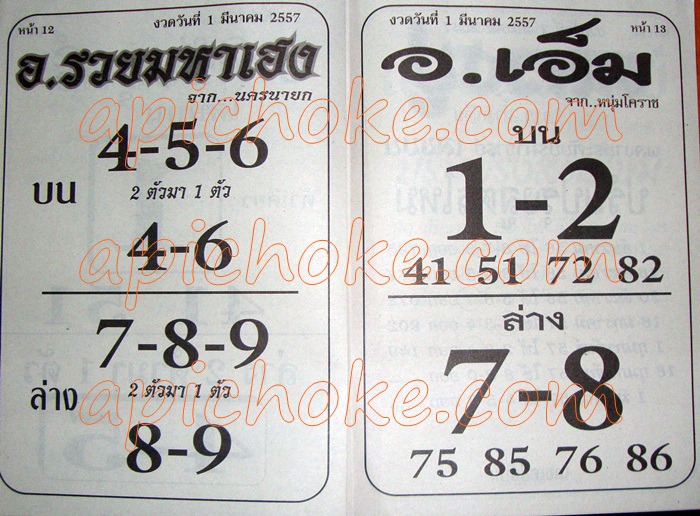 หน้า 12
งวดวันที่ 1 มีนาคม 2557
อ.รวยมหาเฮง
จาก...นครนายก
บน
4-5-6
2 ตัวมา 1 ตัว
4-6
ล่าง
7-8-9
2 ตัวมา 1 ตัว
8-9
งวดวันที่ 1 มีนาคม 2557
หน้า 13
อ.เอ็ม
จาก..หนุ่มโคราช
บน
1-2
41 51 72 82
ล่าง
7-8
75 85 76 86
apichoke.com
apichoke.com
apichoke.com
apichoke.com